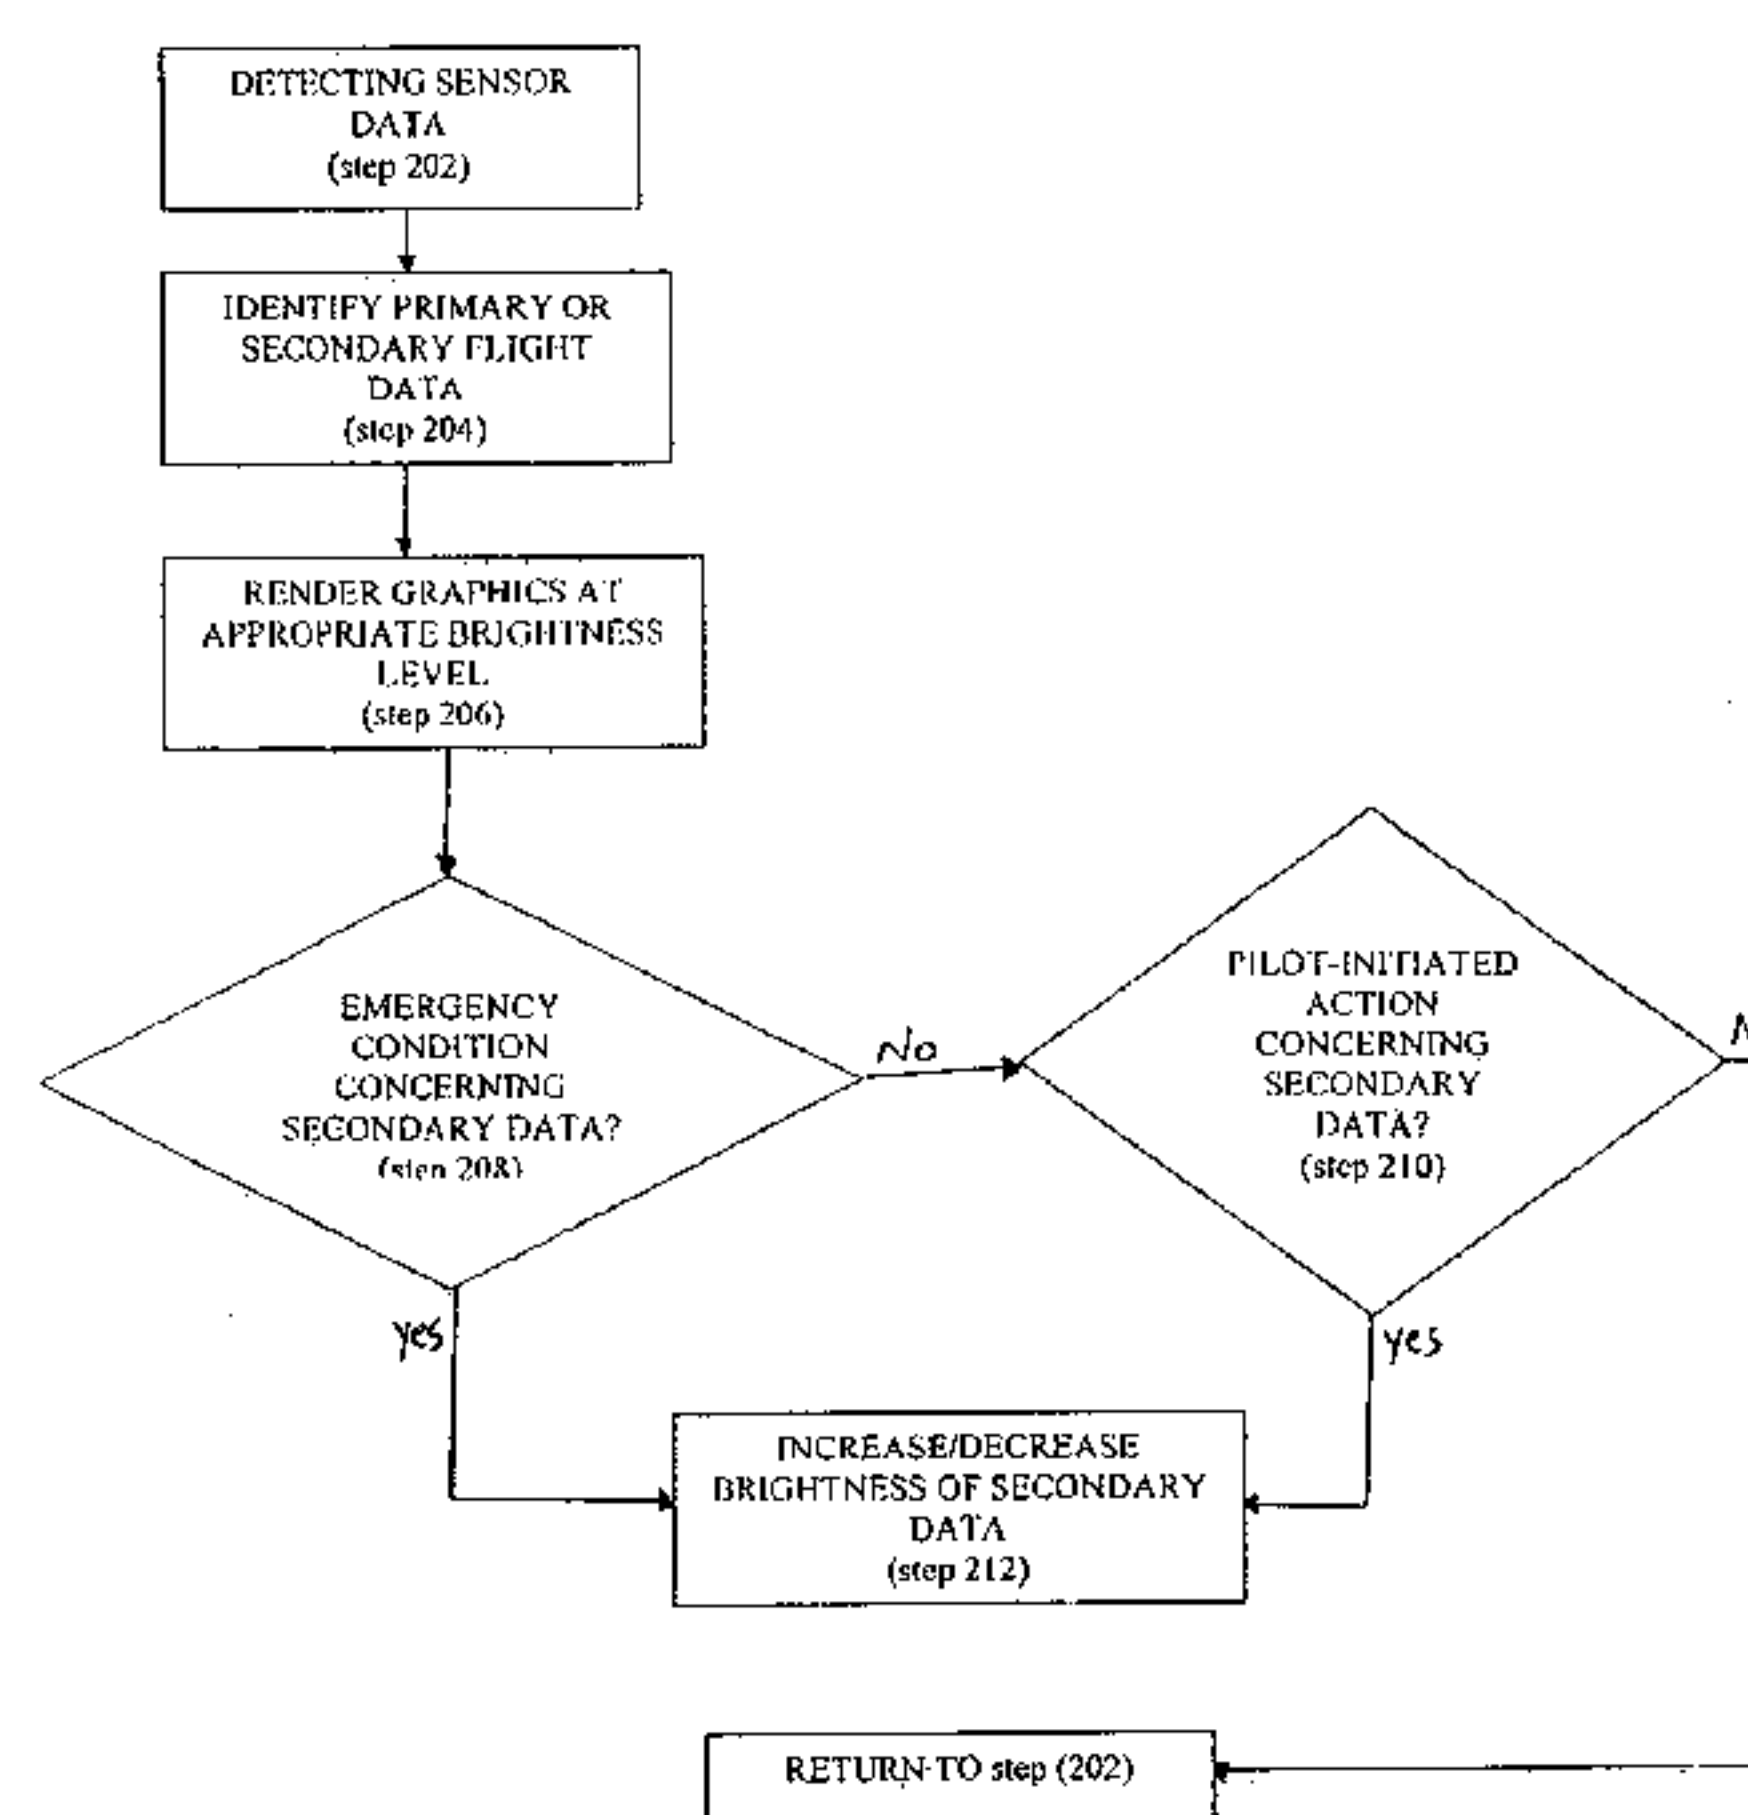 DETECTING SENSOR
DATA
(step 202)
IDENTIFY PRIMARY OR
SECONDARY FLIGHT
DATA
(step 204)
RENDER GRAPHICS AT
APPROPRIATE BRIGHTNESS
LEVEL
(step 206)
EMERGENCY
CONDITION
CONCERNING
SECONDARY DATA?
(step 208)
No
PILOT-INITIATED
ACTION
CONCERNING
SECONDARY
DATA?
(step 210)
yes
yes
INCREASE/DECREASE
BRIGHTNESS OF SECONDARY
DATA
(step 212)
RETURN TO step (202)